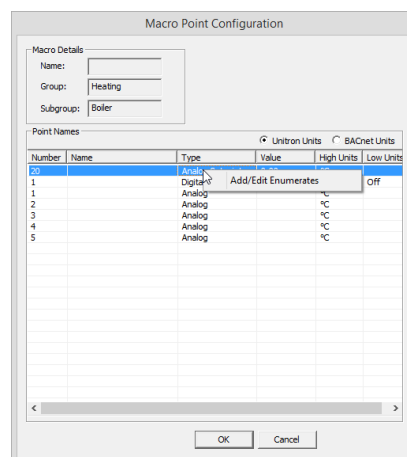 Macro Point Configuration
Macro Details
Name:
Group: Heating
Subgroup: Boiler
Point Names
Unitron Units BACnet Units
Number Name Type Value High Units Low Units
20 Analog °C
1 Digital Off
Add/Edit Enumerates
1 Analog °C
2 Analog °C
3 Analog °C
4 Analog °C
5 Analog °C
OK Cancel